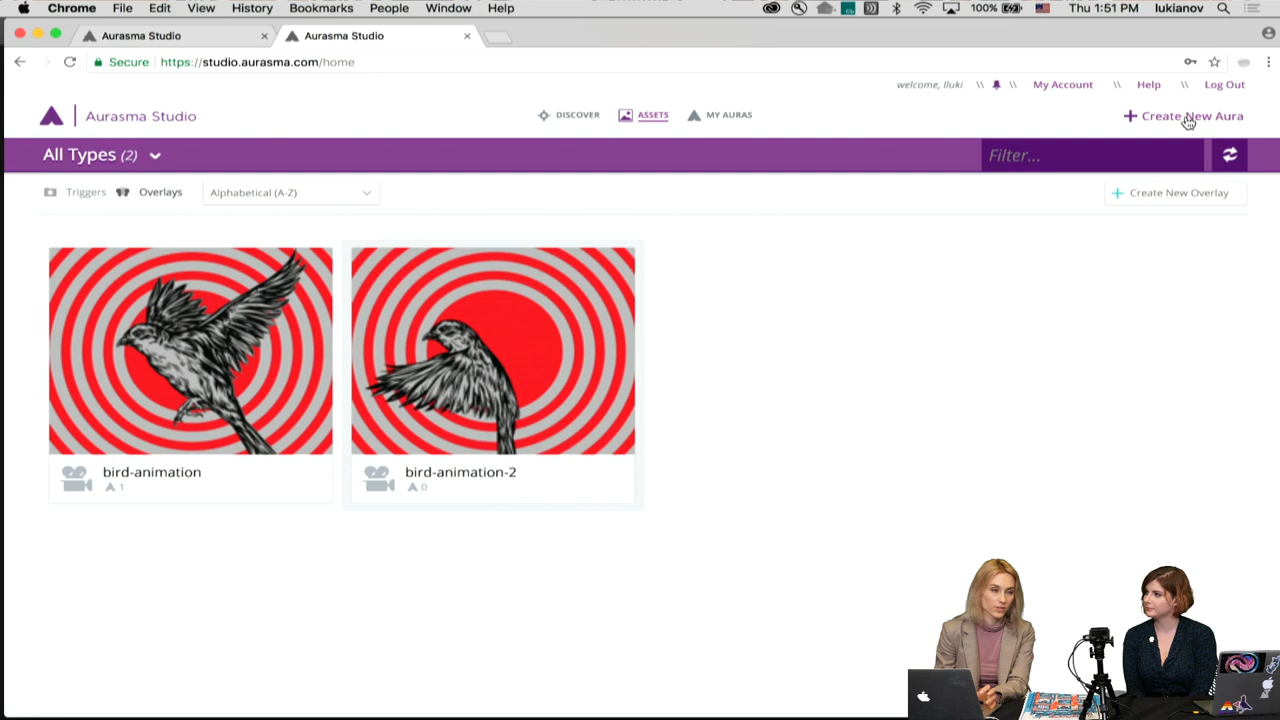 Chrome File Edit View History Bookmarks People Window Help 100% Thu 1:51 PM lukianov
Aurasma Studio Aurasma Studio
Secure https://studio.aurasma.com/home
welcome, lluki \\ \\ My Account \\ Help \\ Log Out
Aurasma Studio DISCOVER ASSETS MY AURAS + Create New Aura
All Types (2) Filter...
Triggers Overlays Alphabetical (A-Z) + Create New Overlay
bird-animation bird-animation-2
1 0